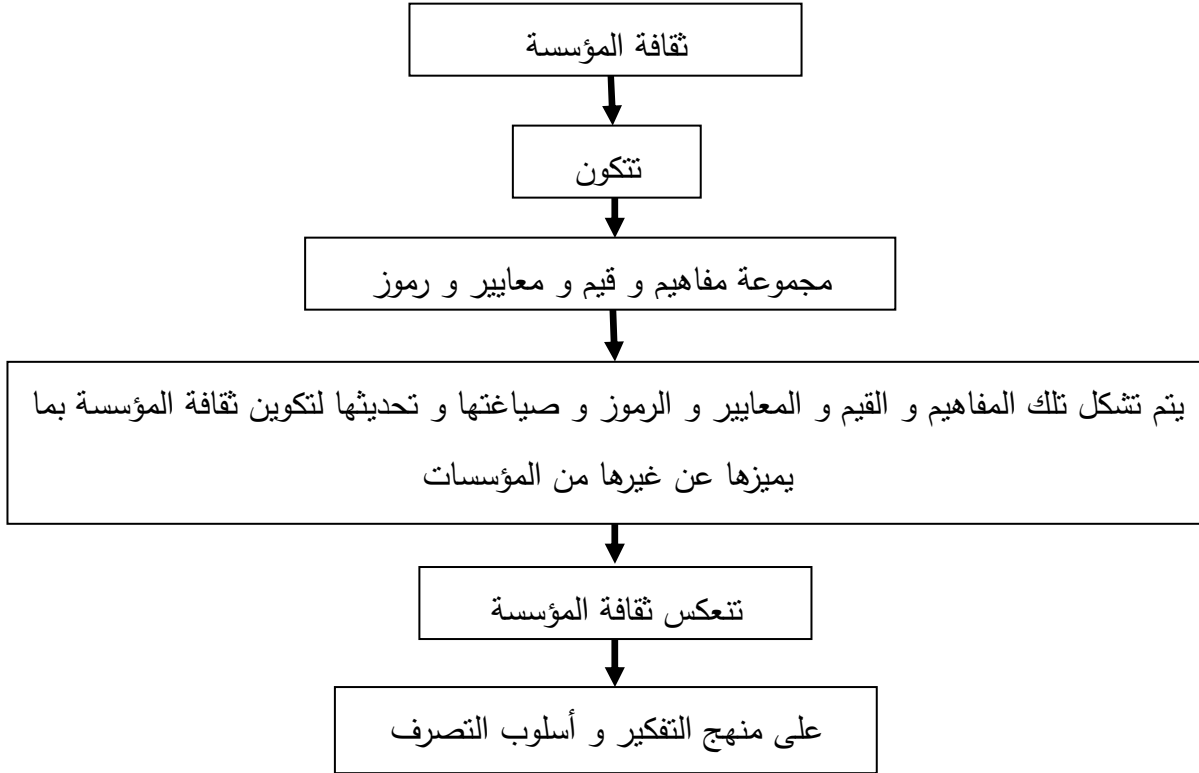 ثقافة المؤسسة
تتكون
مجموعة مفاهيم و قيم و معايير و رموز
يتم تشكل تلك المفاهيم و القيم و المعايير و الرموز و صياغتها و تحديثها لتكوين ثقافة المؤسسة بما
يميزها عن غيرها من المؤسسات
تنعكس ثقافة المؤسسة
على منهج التفكير و أسلوب التصرف